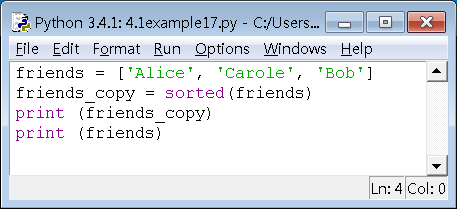 Python 3.4.1: 4.1example17.py - C:/Users...
File Edit Format Run Options Windows Help
friends = ['Alice', 'Carole', 'Bob']
friends_copy = sorted(friends)
print (friends_copy)
print (friends)
Ln: 4 Col: 0